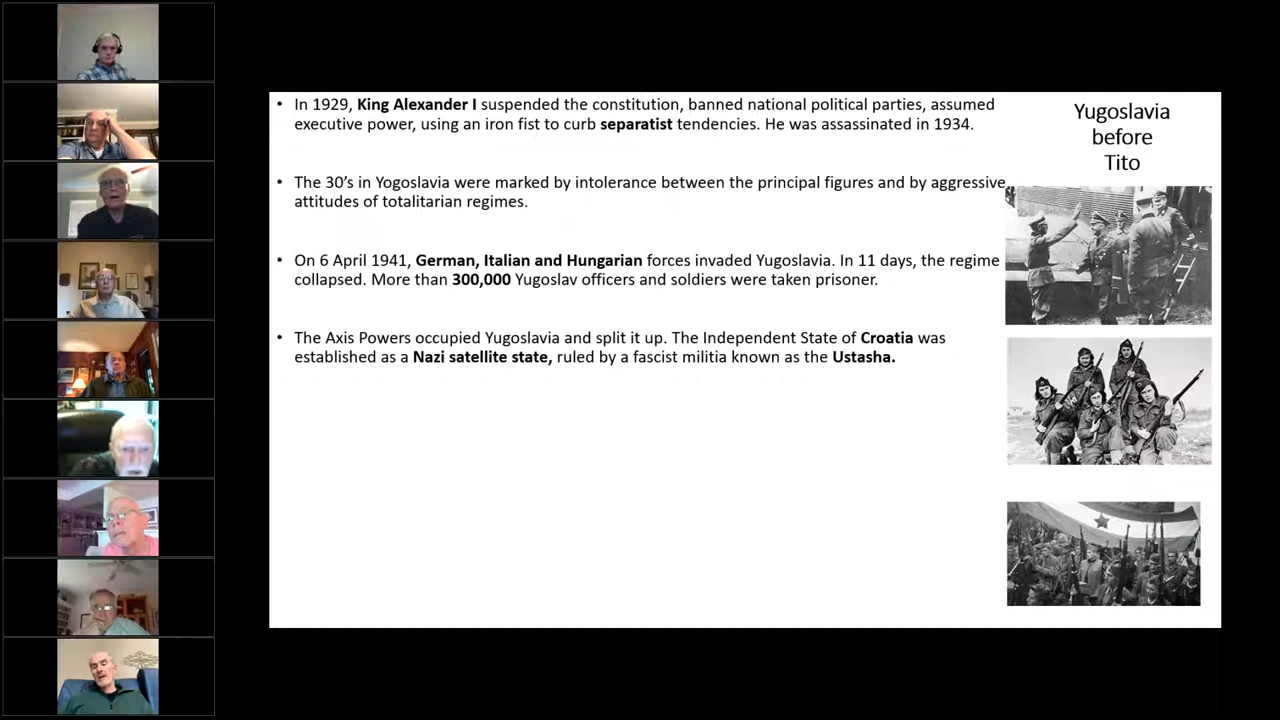 • In 1929, King Alexander I suspended the constitution, banned national political parties, assumed
executive power, using an iron fist to curb separatist tendencies. He was assassinated in 1934.
• The 30’s in Yogoslavia were marked by intolerance between the principal figures and by aggressive
attitudes of totalitarian regimes.
• On 6 April 1941, German, Italian and Hungarian forces invaded Yugoslavia. In 11 days, the regime
collapsed. More than 300,000 Yugoslav officers and soldiers were taken prisoner.
• The Axis Powers occupied Yugoslavia and split it up. The Independent State of Croatia was
established as a Nazi satellite state, ruled by a fascist militia known as the Ustasha.
Yugoslavia
before
Tito